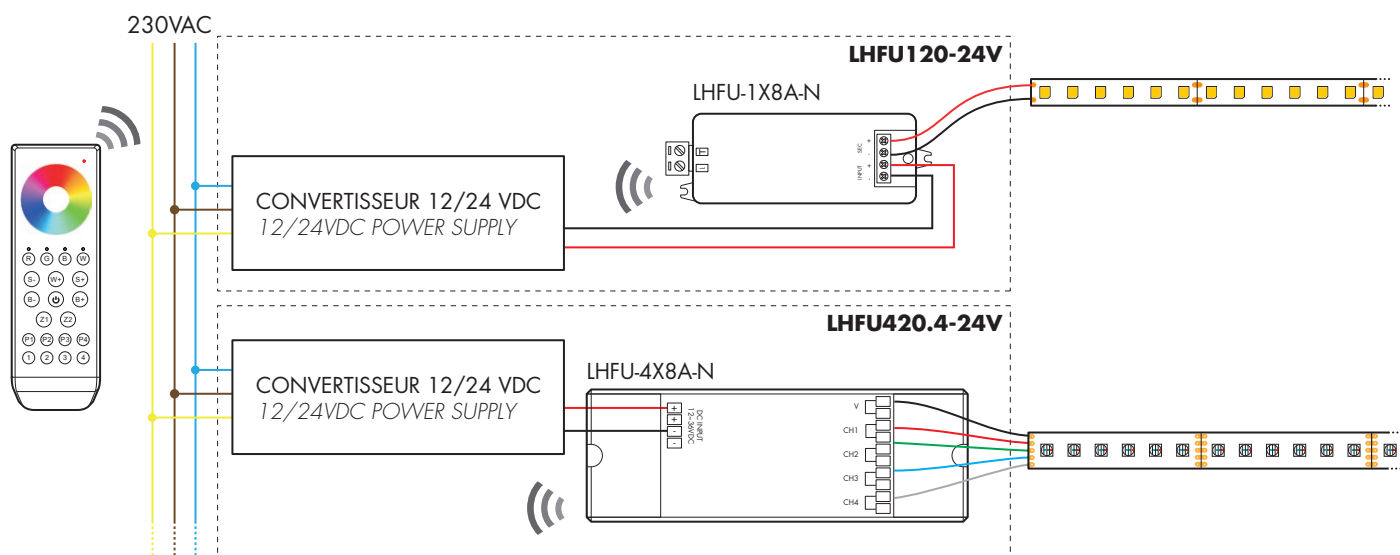 230VAC
LHFU120-24V
LHFU-1X8A-N
SEC + -
INPUT + -
CONVERTISSEUR 12/24 VDC
12/24VDC POWER SUPPLY
R G B W
S- W+ S+
B- B+
Z1 Z2
P1 P2 P3 P4
1 2 3 4
LHFU420.4-24V
LHFU-4X8A-N
CONVERTISSEUR 12/24 VDC
12/24VDC POWER SUPPLY
+
+
-
-
DC INPUT
12~36VDC
V
CH1
CH2
CH3
CH4